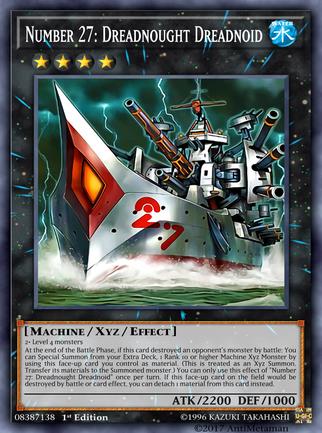 Number 27: Dreadnought Dreadnoid
WATER
水
27
[Machine / Xyz / Effect]
2+ Level 4 monsters
At the end of the Battle Phase, if this card destroyed an opponent's monster by battle: You
can Special Summon from your Extra Deck, 1 Rank 10 or higher Machine Xyz Monster by
using this face-up card you control as material. (This is treated as an Xyz Summon.
Transfer its materials to the Summoned monster.) You can only use this effect of "Number
27: Dreadnought Dreadnoid" once per turn. If this face-up card on the field would be
destroyed by battle or card effect, you can detach 1 material from this card instead.
ATK/2200 DEF/1000
08387138 1st Edition ©1996 KAZUKI TAKAHASHI
©2017 AntiMetaman